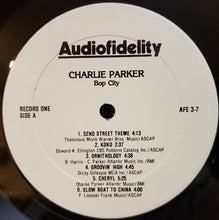 Audiofidelity
CHARLIE PARKER
Bop City
RECORD ONE
SIDE A
AFE 3-7
1. 52ND STREET THEME 4:13
Thelonious Monk Warner Bros. Music/ASCAP
2. KOKO 2:37
Edward K. Ellington CBS Robbins Catalog Inc./ASCAP
3. ORNITHOLOGY 4:38
B. Harris - C. Parker Atlantic Music/BMI
4. GROOVIN' HIGH 4:45
Dizzy Gillespie MCA Inc./ASCAP
5. CHERYL 5:25
Charlie Parker Atlantic Music/BMI
6. SLOW BOAT TO CHINA
F. Loesser Frank Music/ASCAP